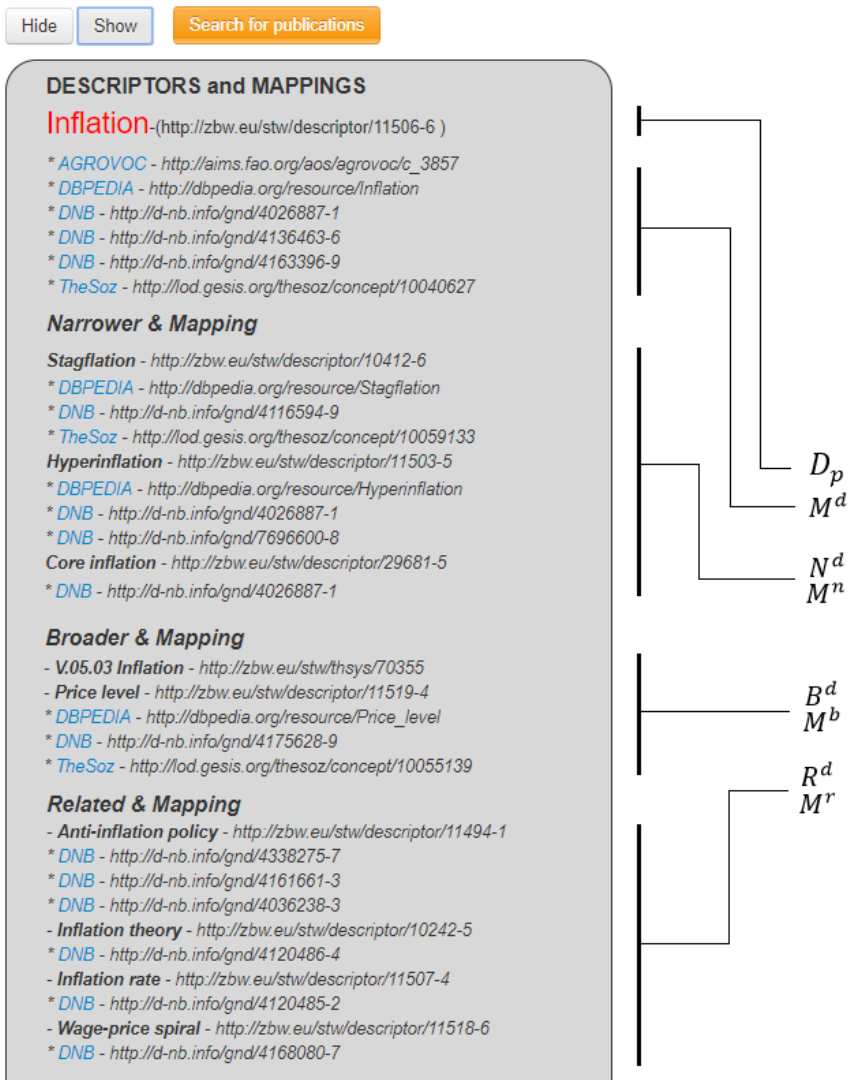 Hide Show Search for publications
DESCRIPTORS and MAPPINGS
Inflation-(http://zbw.eu/stw/descriptor/11506-6 )
* AGROVOC - http://aims.fao.org/aos/agrovoc/c_3857
* DBPEDIA - http://dbpedia.org/resource/Inflation
* DNB - http://d-nb.info/gnd/4026887-1
* DNB - http://d-nb.info/gnd/4136463-6
* DNB - http://d-nb.info/gnd/4163396-9
* TheSoz - http://lod.gesis.org/thesoz/concept/10040627
Narrower & Mapping
Stagflation - http://zbw.eu/stw/descriptor/10412-6
* DBPEDIA - http://dbpedia.org/resource/Stagflation
* DNB - http://d-nb.info/gnd/4116594-9
* TheSoz - http://lod.gesis.org/thesoz/concept/10059133
Hyperinflation - http://zbw.eu/stw/descriptor/11503-5
* DBPEDIA - http://dbpedia.org/resource/Hyperinflation
* DNB - http://d-nb.info/gnd/4026887-1
* DNB - http://d-nb.info/gnd/7696600-8
Core inflation - http://zbw.eu/stw/descriptor/29681-5
* DNB - http://d-nb.info/gnd/4026887-1
Broader & Mapping
- V.05.03 Inflation - http://zbw.eu/stw/thsys/70355
- Price level - http://zbw.eu/stw/descriptor/11519-4
* DBPEDIA - http://dbpedia.org/resource/Price_level
* DNB - http://d-nb.info/gnd/4175628-9
* TheSoz - http://lod.gesis.org/thesoz/concept/10055139
Related & Mapping
- Anti-inflation policy - http://zbw.eu/stw/descriptor/11494-1
* DNB - http://d-nb.info/gnd/4338275-7
* DNB - http://d-nb.info/gnd/4161661-3
* DNB - http://d-nb.info/gnd/4036238-3
- Inflation theory - http://zbw.eu/stw/descriptor/10242-5
* DNB - http://d-nb.info/gnd/4120486-4
- Inflation rate - http://zbw.eu/stw/descriptor/11507-4
* DNB - http://d-nb.info/gnd/4120485-2
- Wage-price spiral - http://zbw.eu/stw/descriptor/11518-6
* DNB - http://d-nb.info/gnd/4168080-7
D_p
M^d
N^d
M^n
B^d
M^b
R^d
M^r